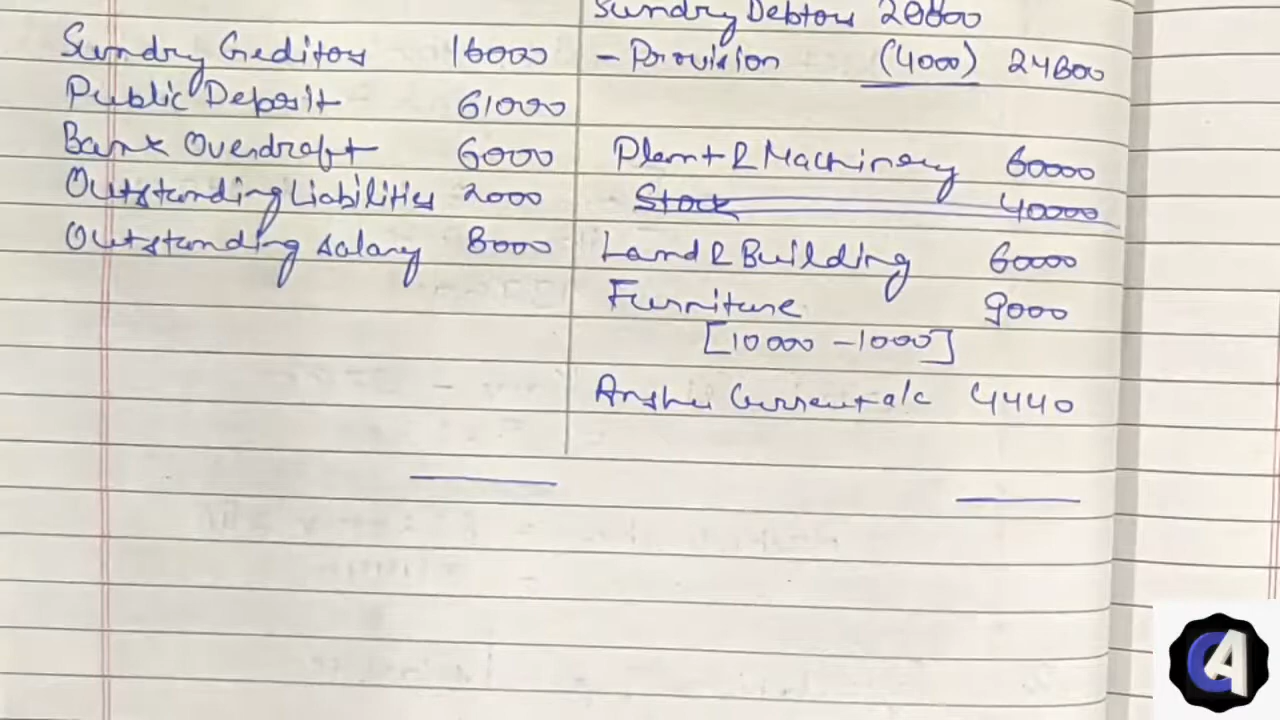 Sundry Debtors 28800
Sundry Creditors 16000 - Provision (4000) 24800
Public Deposit 61000
Bank Overdraft 6000 Plant & Machinery 60000
Outstanding Liabilities 2000 Stock 40000
Outstanding Salary 8000 Land & Building 60000
Furniture 9000
[10000 - 1000]
Anshu Current a/c 4440
CA